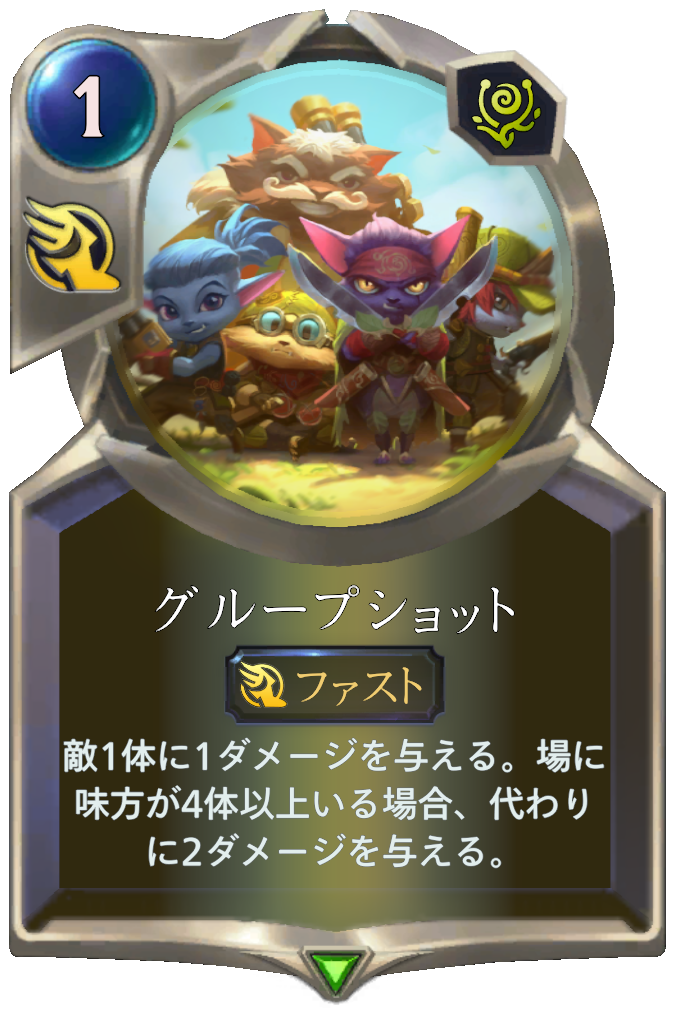 1
グループショット
ファスト
敵1体に1ダメージを与える。場に
味方が4体以上いる場合、代わり
に2ダメージを与える。